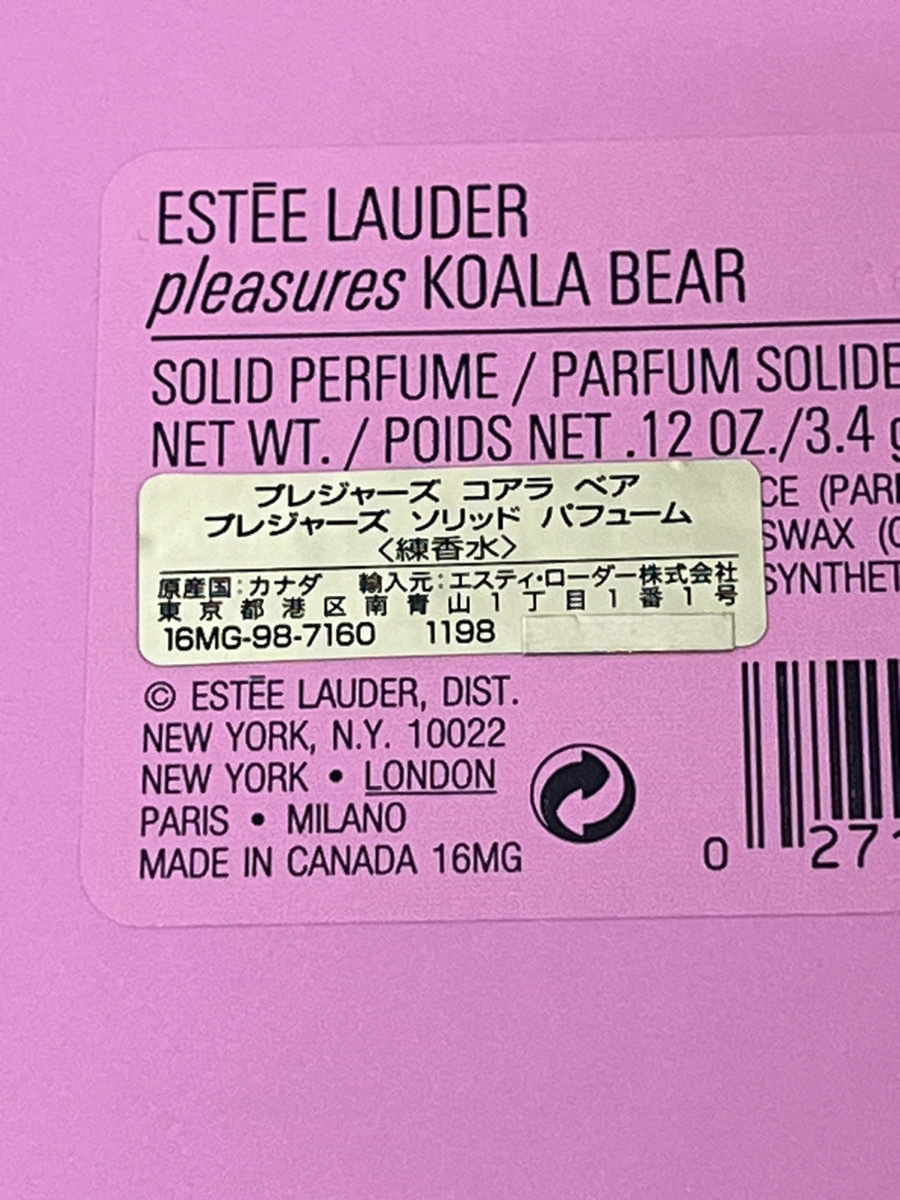 ESTĒE LAUDER
pleasures KOALA BEAR
SOLID PERFUME / PARFUM SOLIDE
NET WT. / POIDS NET .12 OZ./3.4 g
プレジャーズ コアラ ベア
プレジャーズ ソリッド パフューム
<練香水>
原産国:カナダ 輸入元:エスティ・ローダー株式会社
東京都港区南青山1丁目1番1号
16MG-98-7160 1198
CE (PAR
SWAX (
SYNTHET
© ESTĒE LAUDER, DIST.
NEW YORK, N.Y. 10022
NEW YORK • LONDON
PARIS • MILANO
MADE IN CANADA 16MG
0 271